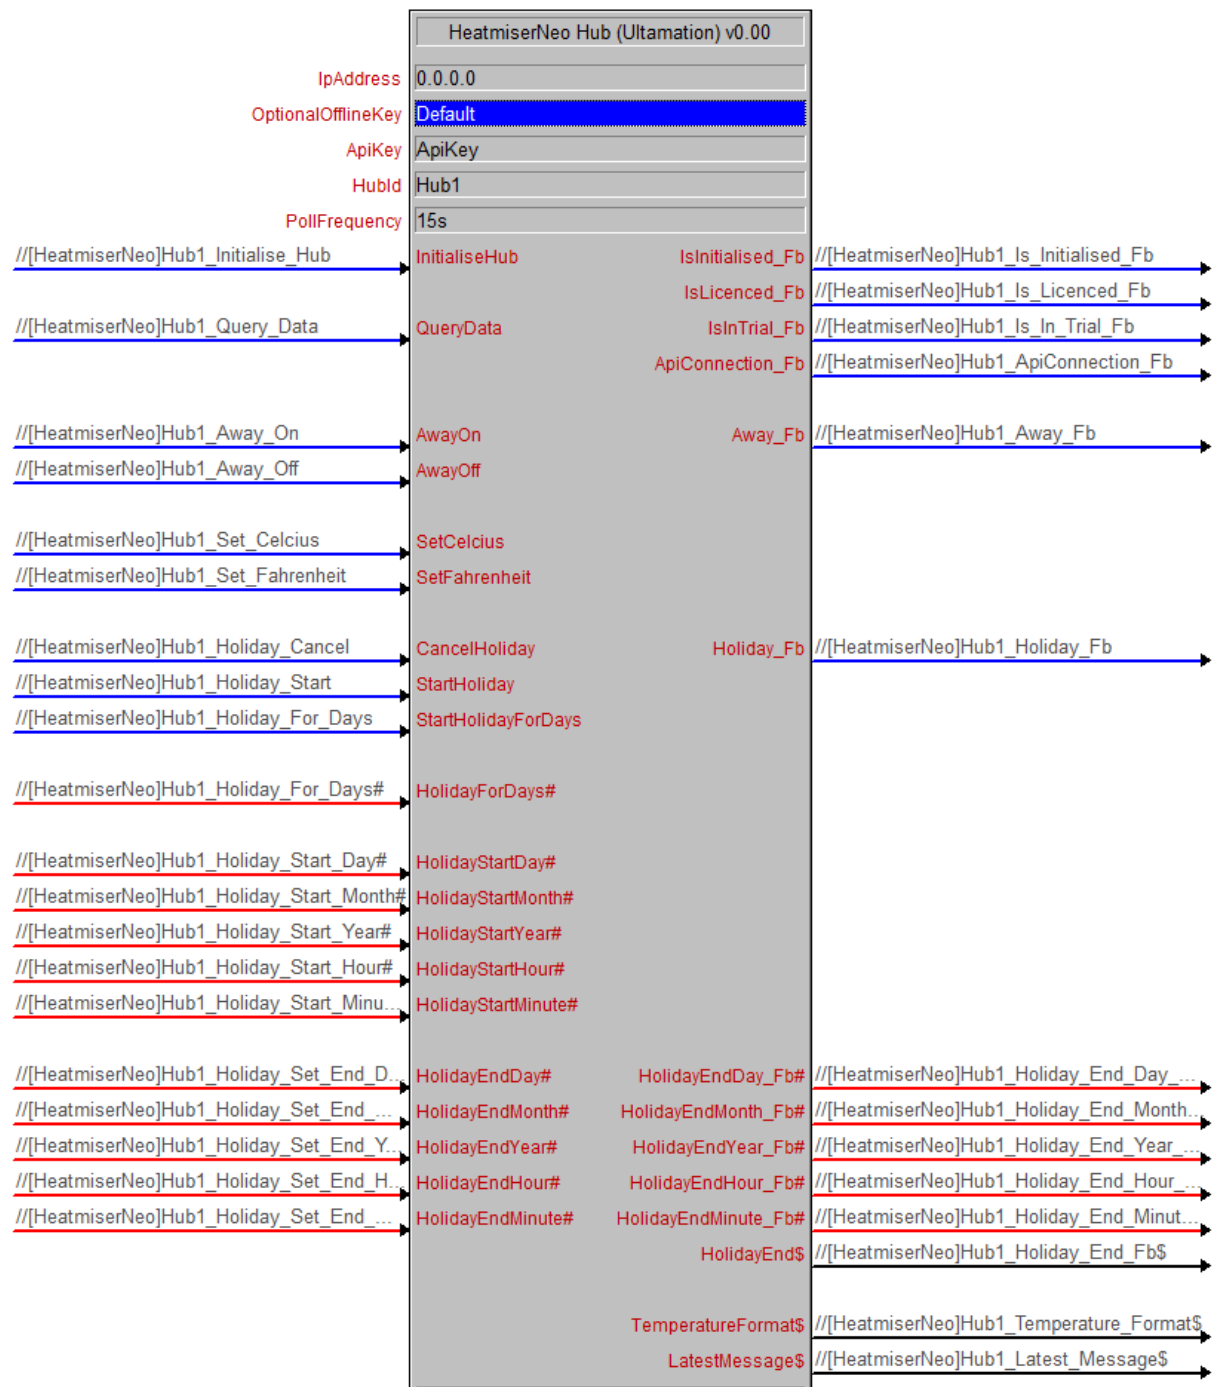 HeatmiserNeo Hub (Ultamation) v0.00
IpAddress 0.0.0.0
OptionalOfflineKey Default
ApiKey ApiKey
HubId Hub1
PollFrequency 15s
//[HeatmiserNeo]Hub1_Initialise_Hub InitialiseHub IsInitialised_Fb //[HeatmiserNeo]Hub1_Is_Initialised_Fb
IsLicenced_Fb //[HeatmiserNeo]Hub1_Is_Licenced_Fb
//[HeatmiserNeo]Hub1_Query_Data QueryData IsInTrial_Fb //[HeatmiserNeo]Hub1_Is_In_Trial_Fb
ApiConnection_Fb //[HeatmiserNeo]Hub1_ApiConnection_Fb
//[HeatmiserNeo]Hub1_Away_On AwayOn Away_Fb //[HeatmiserNeo]Hub1_Away_Fb
//[HeatmiserNeo]Hub1_Away_Off AwayOff
//[HeatmiserNeo]Hub1_Set_Celcius SetCelcius
//[HeatmiserNeo]Hub1_Set_Fahrenheit SetFahrenheit
//[HeatmiserNeo]Hub1_Holiday_Cancel CancelHoliday Holiday_Fb //[HeatmiserNeo]Hub1_Holiday_Fb
//[HeatmiserNeo]Hub1_Holiday_Start StartHoliday
//[HeatmiserNeo]Hub1_Holiday_For_Days StartHolidayForDays
//[HeatmiserNeo]Hub1_Holiday_For_Days# HolidayForDays#
//[HeatmiserNeo]Hub1_Holiday_Start_Day# HolidayStartDay#
//[HeatmiserNeo]Hub1_Holiday_Start_Month# HolidayStartMonth#
//[HeatmiserNeo]Hub1_Holiday_Start_Year# HolidayStartYear#
//[HeatmiserNeo]Hub1_Holiday_Start_Hour# HolidayStartHour#
//[HeatmiserNeo]Hub1_Holiday_Start_Minu... HolidayStartMinute#
//[HeatmiserNeo]Hub1_Holiday_Set_End_D... HolidayEndDay# HolidayEndDay_Fb# //[HeatmiserNeo]Hub1_Holiday_End_Day_...
//[HeatmiserNeo]Hub1_Holiday_Set_End_... HolidayEndMonth# HolidayEndMonth_Fb# //[HeatmiserNeo]Hub1_Holiday_End_Month...
//[HeatmiserNeo]Hub1_Holiday_Set_End_Y... HolidayEndYear# HolidayEndYear_Fb# //[HeatmiserNeo]Hub1_Holiday_End_Year_...
//[HeatmiserNeo]Hub1_Holiday_Set_End_H... HolidayEndHour# HolidayEndHour_Fb# //[HeatmiserNeo]Hub1_Holiday_End_Hour_...
//[HeatmiserNeo]Hub1_Holiday_Set_End_... HolidayEndMinute# HolidayEndMinute_Fb# //[HeatmiserNeo]Hub1_Holiday_End_Minut...
HolidayEnd$ //[HeatmiserNeo]Hub1_Holiday_End_Fb$
TemperatureFormat$ //[HeatmiserNeo]Hub1_Temperature_Format$
LatestMessage$ //[HeatmiserNeo]Hub1_Latest_Message$